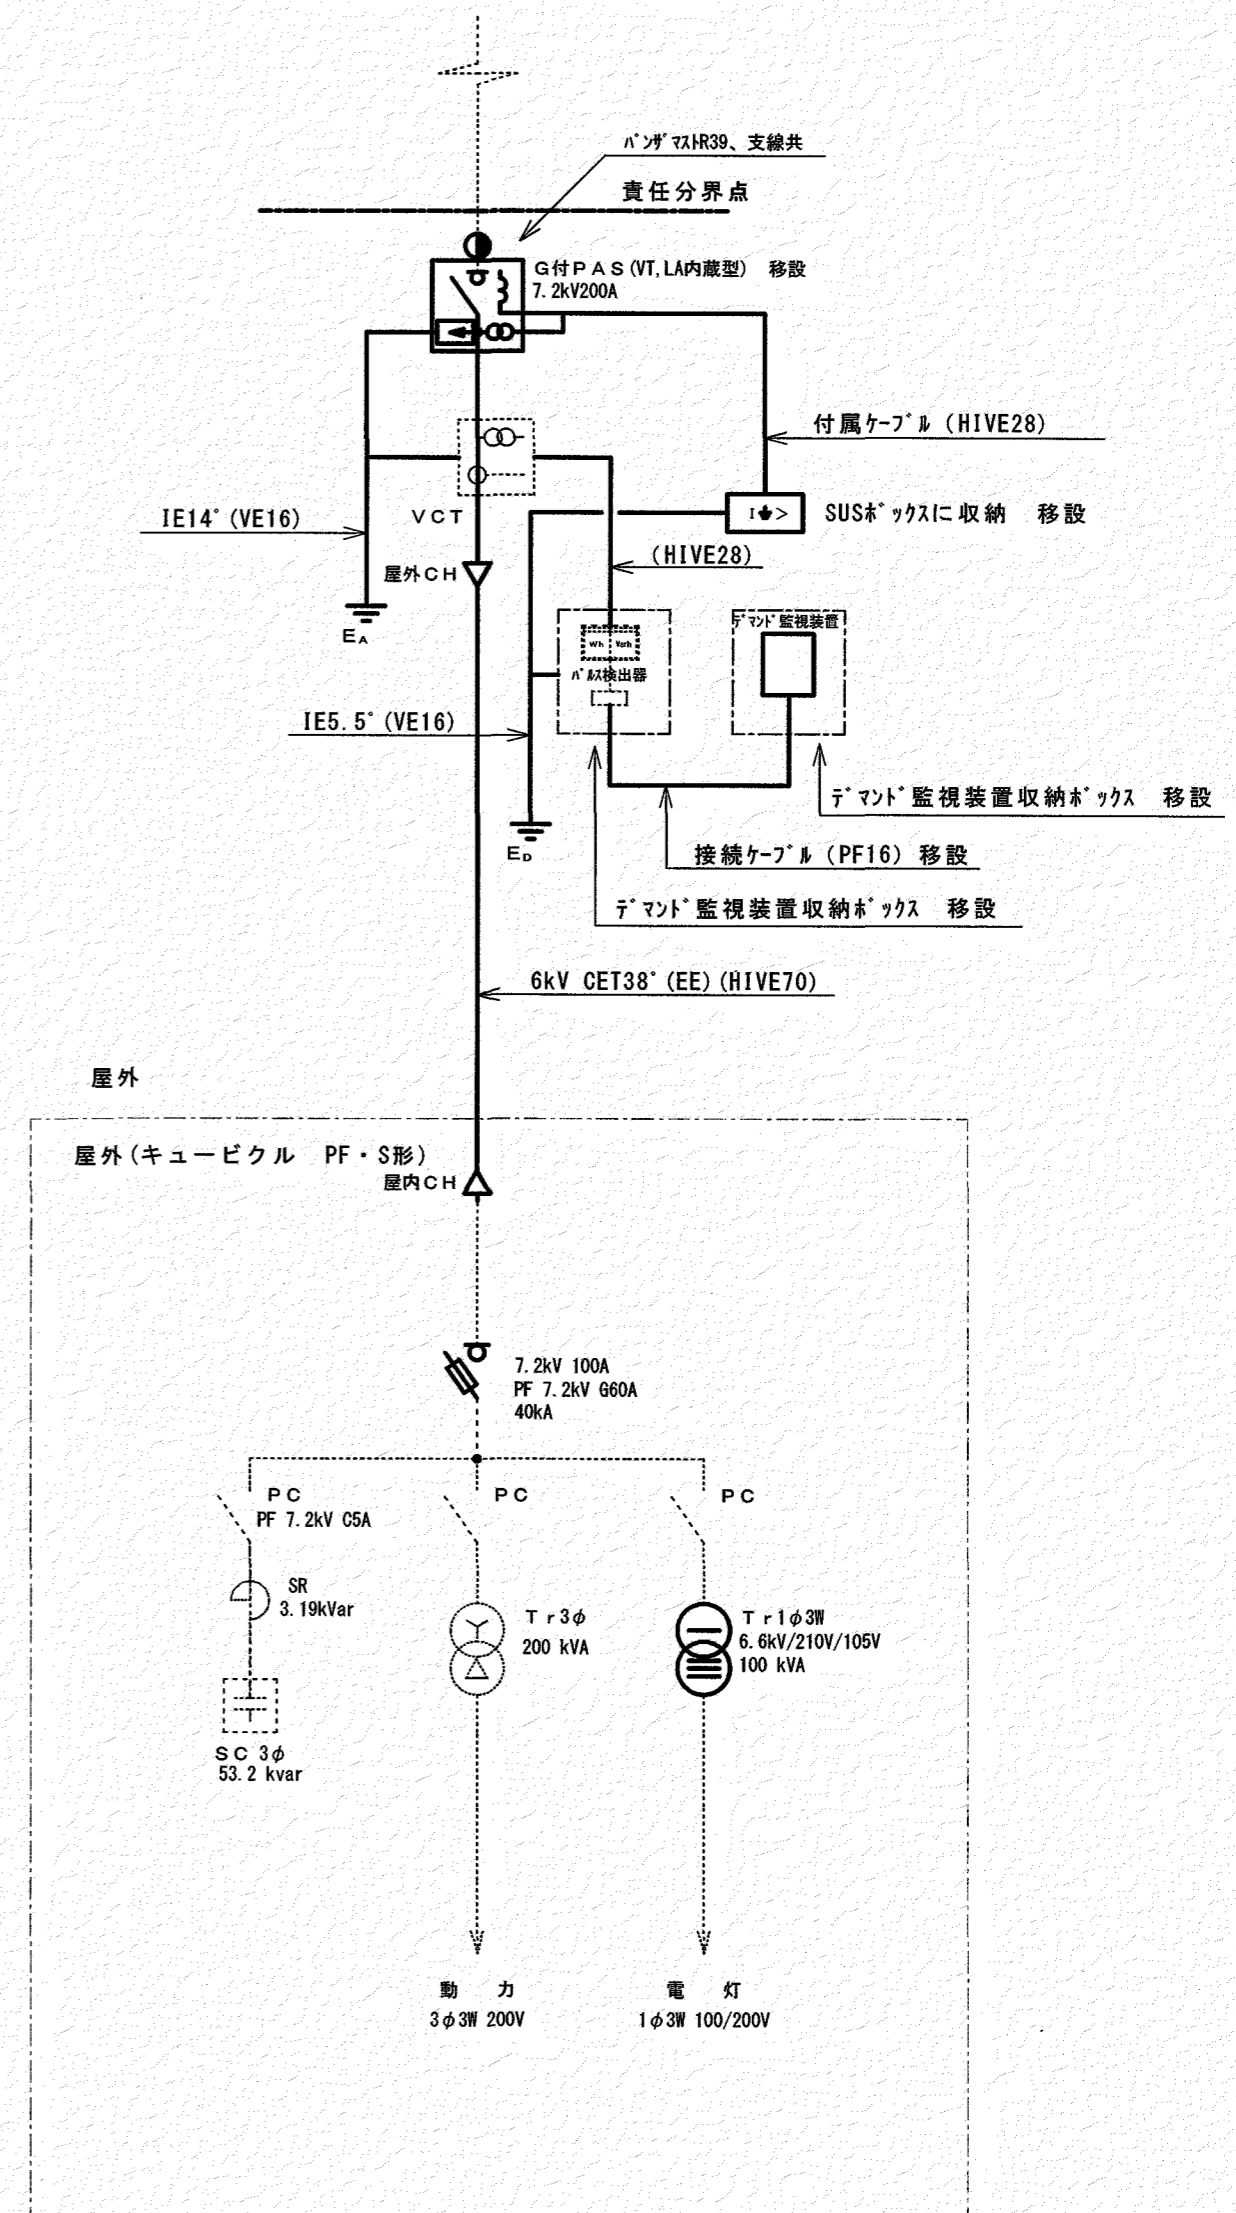 ﾊﾟﾝｻﾞﾏｽﾄR39、支線共
責任分界点
G付PAS(VT,LA内蔵型) 移設
7.2kV200A
付属ｹｰﾌﾞﾙ(HIVE28)
IE14°(VE16)
VCT
I >
SUSﾎﾞｯｸｽに収納 移設
(HIVE28)
屋外CH
EA
Wh Varh
ﾊﾟﾙｽ検出器
ﾃﾞﾏﾝﾄﾞ監視装置
IE5.5°(VE16)
ﾃﾞﾏﾝﾄﾞ監視装置収納ﾎﾞｯｸｽ 移設
ED
接続ｹｰﾌﾞﾙ(PF16) 移設
ﾃﾞﾏﾝﾄﾞ監視装置収納ﾎﾞｯｸｽ 移設
6kV CET38°(EE)(HIVE70)
屋外
屋外(キュービクル PF・S形)
屋内CH
7.2kV 100A
PF 7.2kV G60A
40kA
PC
PF 7.2kV C5A
PC
PC
SR
3.19kVar
Tr3φ
200 kVA
Tr1φ3W
6.6kV/210V/105V
100 kVA
SC 3φ
53.2 kvar
動 力
3φ3W 200V
電 灯
1φ3W 100/200V